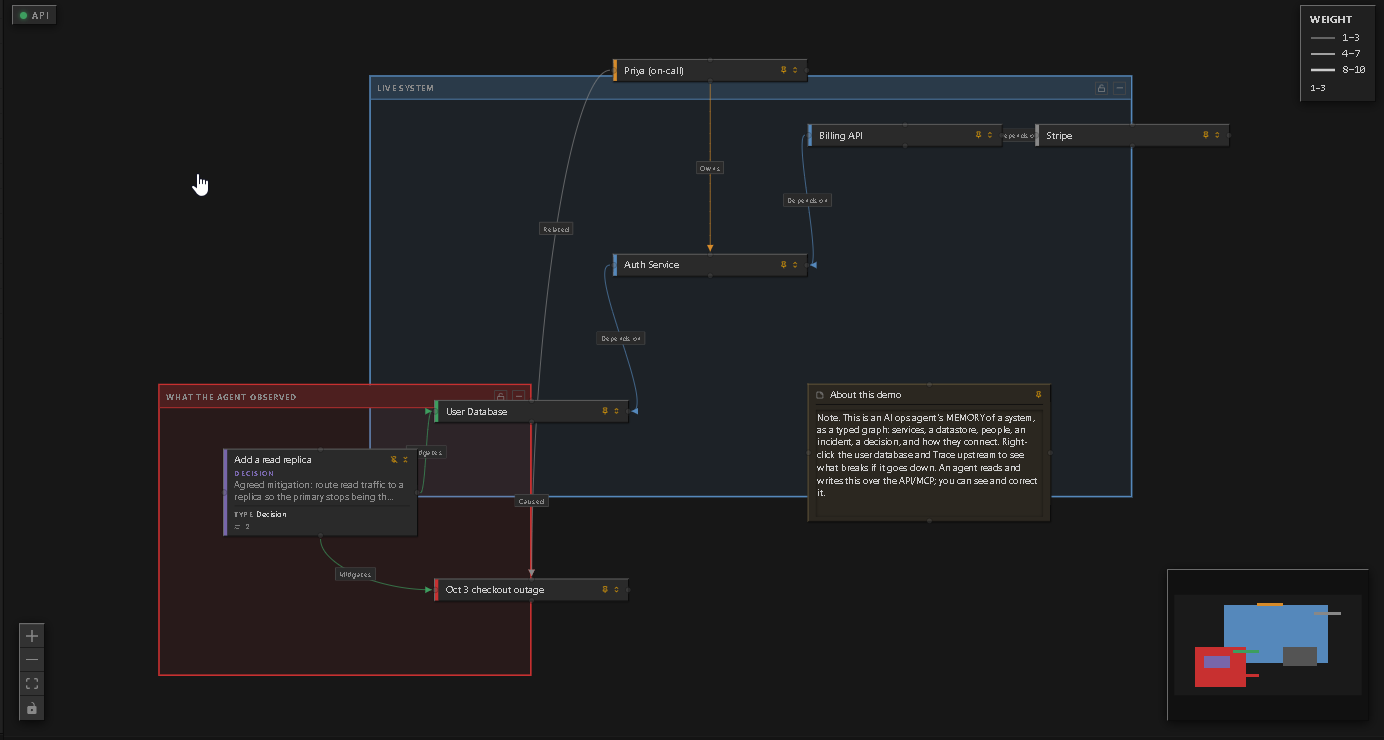 API
WEIGHT
1-3
4-7
8-10
1-3
Priya (on-call)
LIVE SYSTEM
Billing API
Stripe
Owns
Depends on
Related
Auth Service
Depends on
WHAT THE AGENT OBSERVED
User Database
About this demo
Note. This is an AI ops agent's MEMORY of a system,
as a typed graph: services, a datastore, people, an
incident, a decision, and how they connect. Right-
click the user database and Trace upstream to see
what breaks if it goes down. An agent reads and
writes this over the API/MCP; you can see and correct
it.
Add a read replica
DECISION
Agreed mitigation: route read traffic to a
replica so the primary stops being th...
TYPE Decision
2
Caused
Mitigates
Oct 3 checkout outage